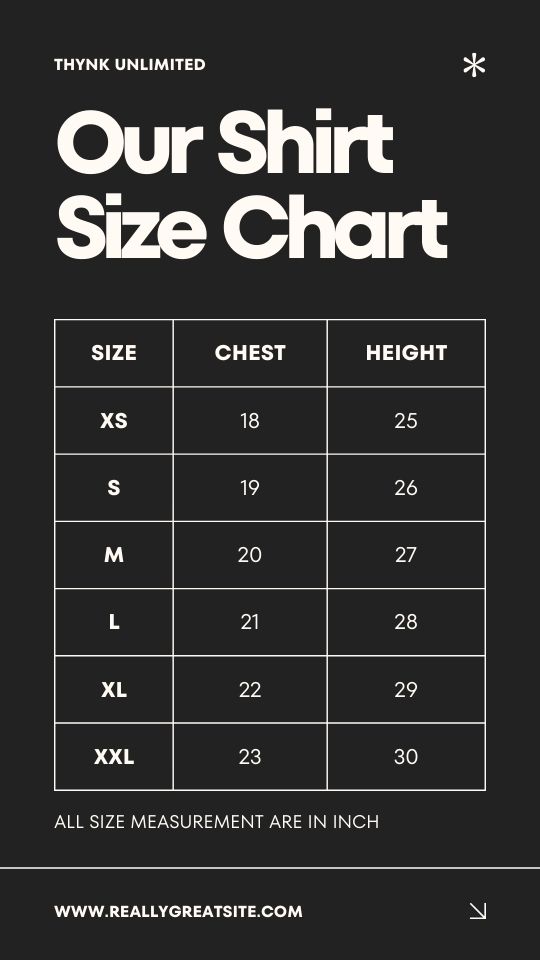 THYNK UNLIMITED
Our Shirt
Size Chart
SIZE CHEST HEIGHT
XS 18 25
S 19 26
M 20 27
L 21 28
XL 22 29
XXL 23 30
ALL SIZE MEASUREMENT ARE IN INCH
WWW.REALLYGREATSITE.COM